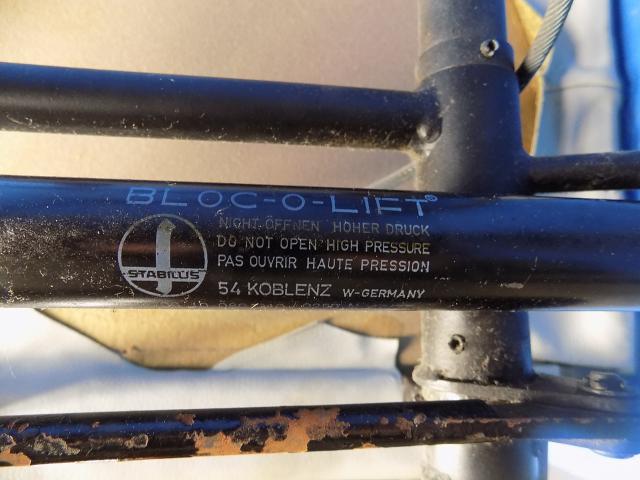 BLOC-O-LIFT®
NICHT ÖFFNEN HOHER DRUCK
DO NOT OPEN HIGH PRESSURE
PAS OUVRIR HAUTE PRESSION
STABILUS
54 KOBLENZ W-GERMANY